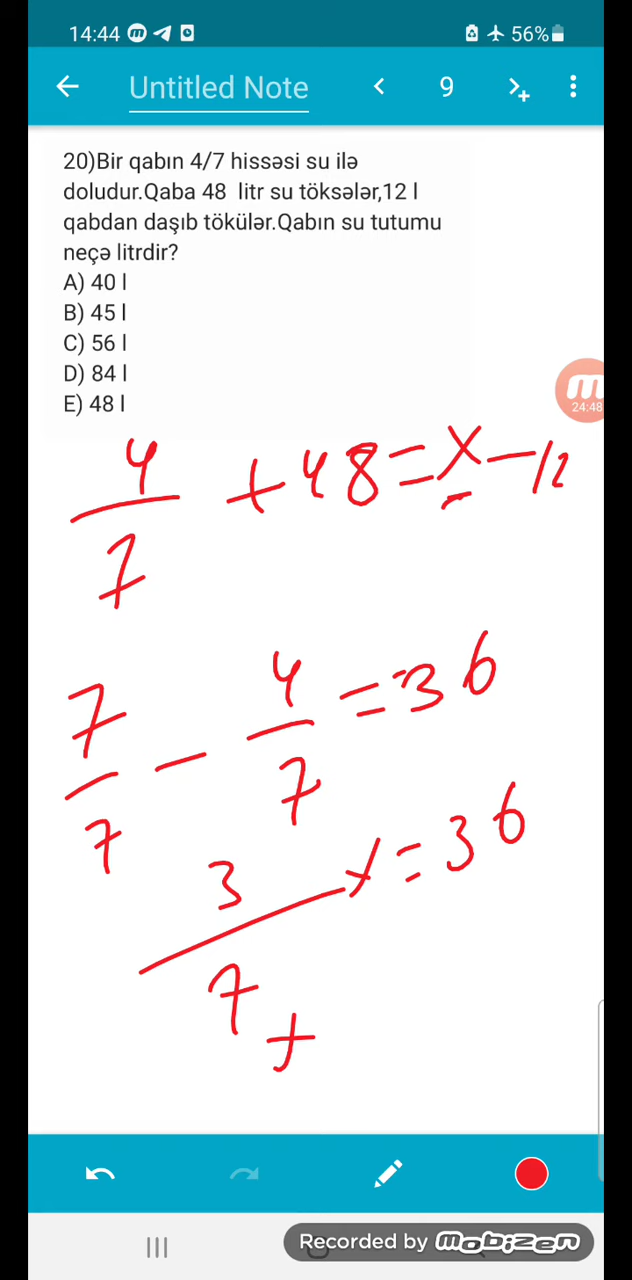 14:44
56%
Untitled Note
9
20)Bir qabın 4/7 hissəsi su ilə
doludur.Qaba 48 litr su töksələr,12 l
qabdan daşıb tökülər.Qabın su tutumu
neçə litrdir?
A) 40 l
B) 45 l
C) 56 l
D) 84 l
E) 48 l
24:48
4/7 + 48 = x - 12
7/7 - 4/7 = 36
3/7 x = 36
Recorded by mobizen